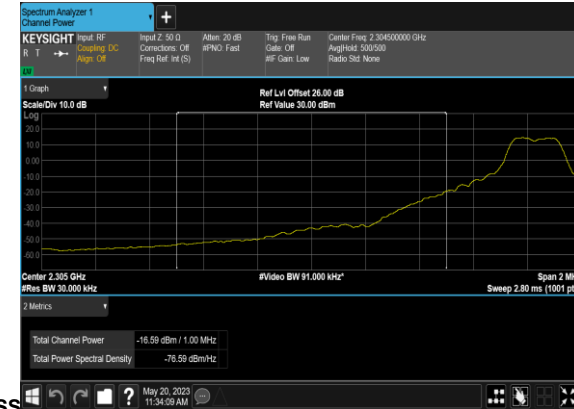 Spectrum Analyzer 1
Channel Power
+
KEYSIGHT
R T
LXI
Input: RF
Coupling: DC
Align: Off
Input Z: 50 Ω
Corrections: Off
Freq Ref: Int (S)
Atten: 20 dB
#PNO: Fast
Trig: Free Run
Gate: Off
#IF Gain: Low
Center Freq: 2.304500000 GHz
Avg|Hold: 500/500
Radio Std: None
1 Graph
Scale/Div 10.0 dB
Ref Lvl Offset 26.00 dB
Ref Value 30.00 dBm
Log
20.0
10.0
0.00
-10.0
-20.0
-30.0
-40.0
-50.0
-60.0
Center 2.305 GHz
#Res BW 30.000 kHz
#Video BW 91.000 kHz*
Span 2 M
Sweep 2.80 ms (1001 pt
2 Metrics
Total Channel Power -16.59 dBm / 1.00 MHz
Total Power Spectral Density -76.59 dBm/Hz
ss
?
May 20, 2023
11:34:09 AM